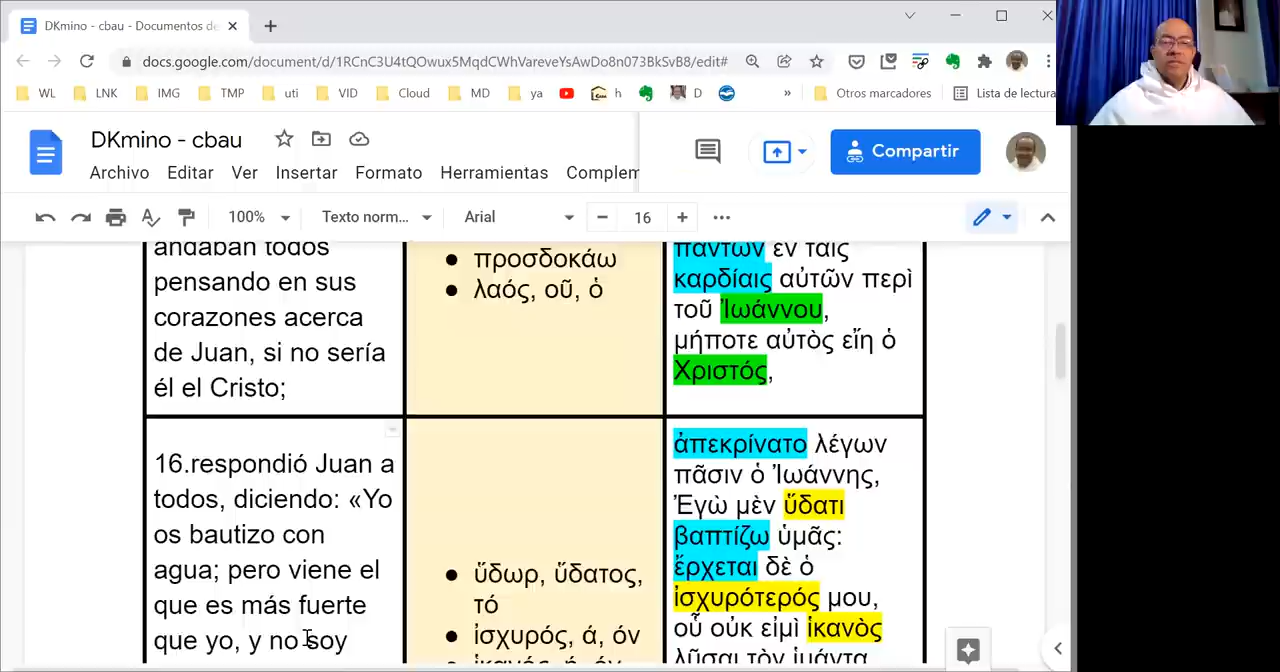 DKmino - cbau - Documentos de
docs.google.com/document/d/1RCnC3U4tQOwux5MqdCWhVareveYsAwDo8n073BkSvB8/edit#
WL LNK IMG TMP uti VID Cloud MD ya h D » Otros marcadores Lista de lectura
DKmino - cbau
Archivo Editar Ver Insertar Formato Herramientas Complem
Compartir
100% Texto norm... Arial 16
andaban todos
pensando en sus
corazones acerca
de Juan, si no sería
él el Cristo;
προσδοκάω
λαός, οῦ, ὁ
πάντων ἐν ταῖς
καρδίαις αὐτῶν περὶ
τοῦ Ἰωάννου,
μήποτε αὐτὸς εἴη ὁ
Χριστός,
16.respondió Juan a
todos, diciendo: «Yo
os bautizo con
agua; pero viene el
que es más fuerte
que yo, y no soy
ὕδωρ, ὕδατος,
τό
ἰσχυρός, ά, όν
ἱκανός, ή, όν
ἀπεκρίνατο λέγων
πᾶσιν ὁ Ἰωάννης,
Ἐγὼ μὲν ὕδατι
βαπτίζω ὑμᾶς:
ἔρχεται δὲ ὁ
ἰσχυρότερός μου,
οὗ οὐκ εἰμὶ ἱκανὸς
λῦσαι τὸν ἱμάντα